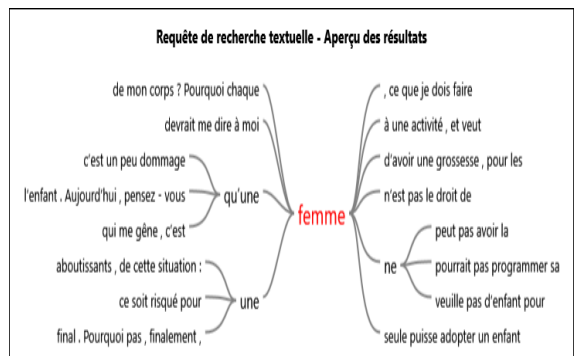 Requête de recherche textuelle - Aperçu des résultats
de mon corps ? Pourquoi chaque
devrait me dire à moi
c'est un peu dommage
l'enfant . Aujourd'hui , pensez - vous
qui me gêne , c'est
qu'une
aboutissants , de cette situation :
ce soit risqué pour
final . Pourquoi pas , finalement ,
une
femme
, ce que je dois faire
à une activité , et veut
d'avoir une grossesse , pour les
n'est pas le droit de
ne
peut pas avoir la
pourrait pas programmer sa
veuille pas d'enfant pour
seule puisse adopter un enfant